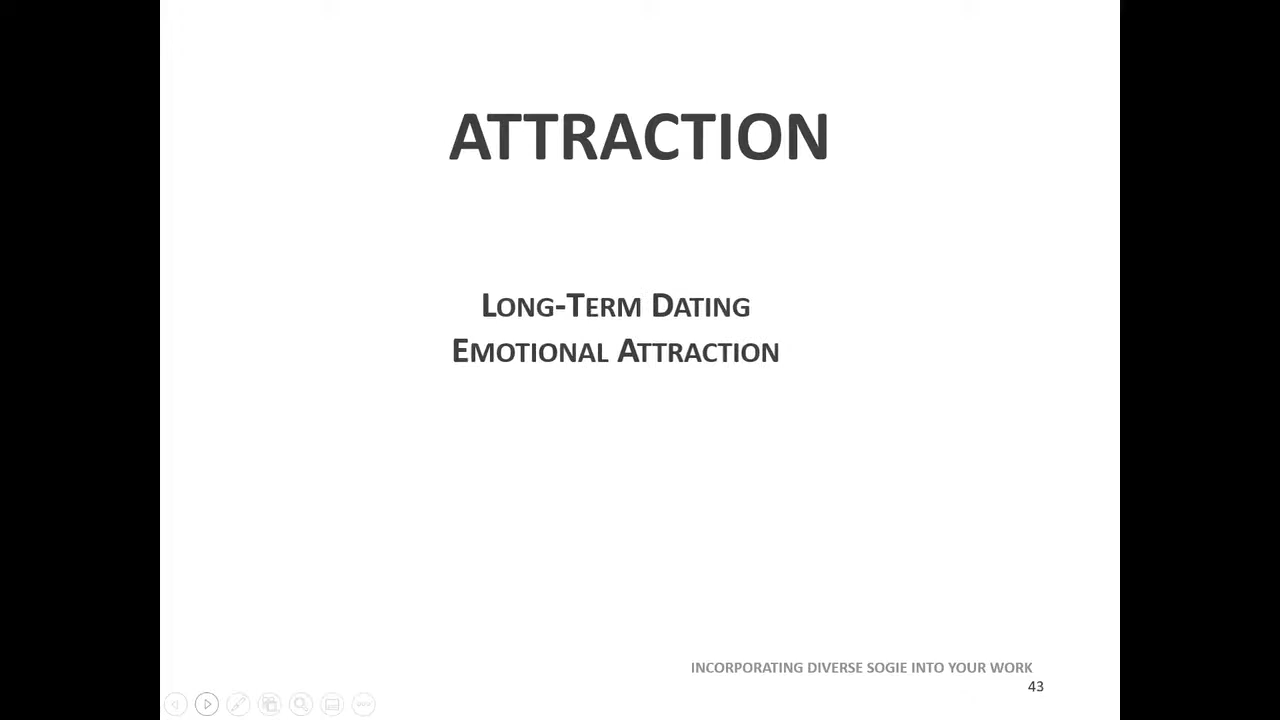 ATTRACTION
LONG-TERM DATING
EMOTIONAL ATTRACTION
INCORPORATING DIVERSE SOGIE INTO YOUR WORK
43